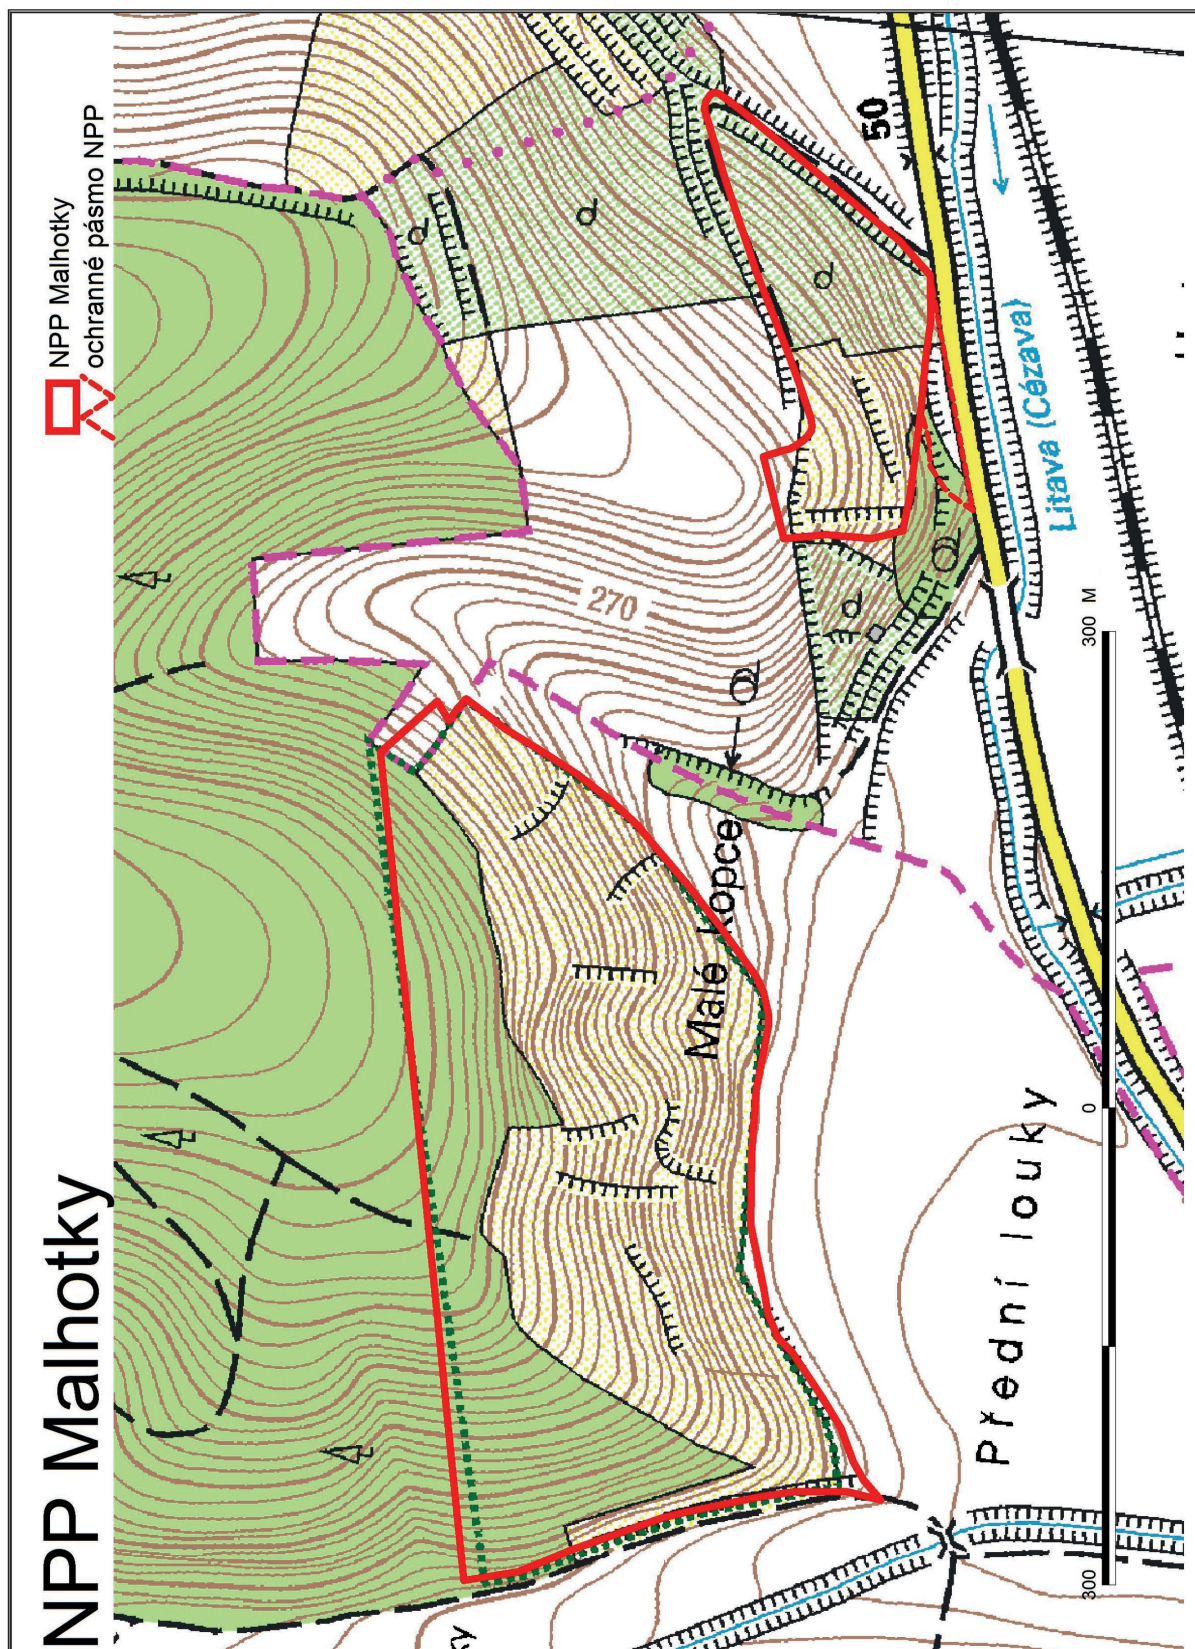 NPP Malhotky
NPP Malhotky
ochranné pásmo NPP
270
50
Malé Kopce
Litava (Cézava)
Přední louky
300
0
300 M